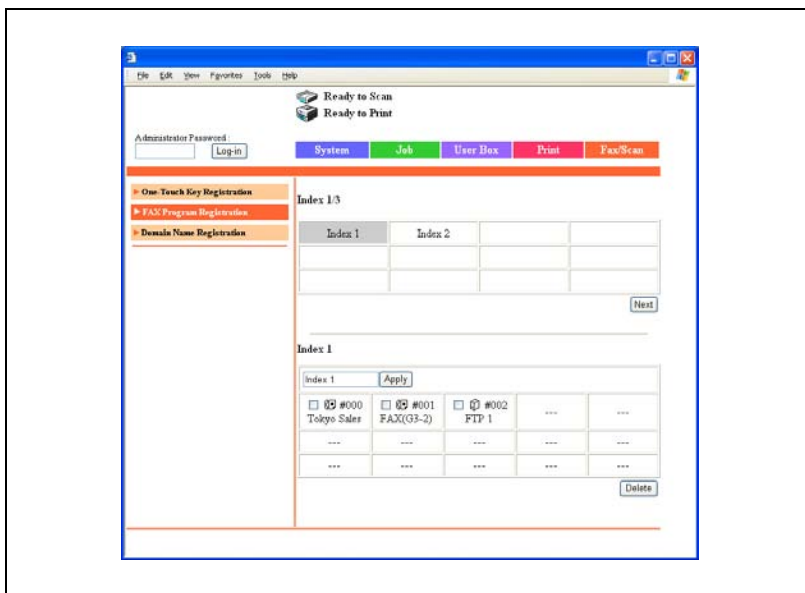 File Edit View Favorites Tools Help
Ready to Scan
Ready to Print
Administrator Password :
Log-in
System Job User Box Print Fax/Scan
One-Touch Key Registration
FAX Program Registration
Domain Name Registration
Index 1/3
Index 1 Index 2
Next
Index 1
Index 1 Apply
#000 #001 #002 --- ---
Tokyo Sales FAX(G3-2) FTP 1
--- --- --- --- ---
--- --- --- --- ---
Delete